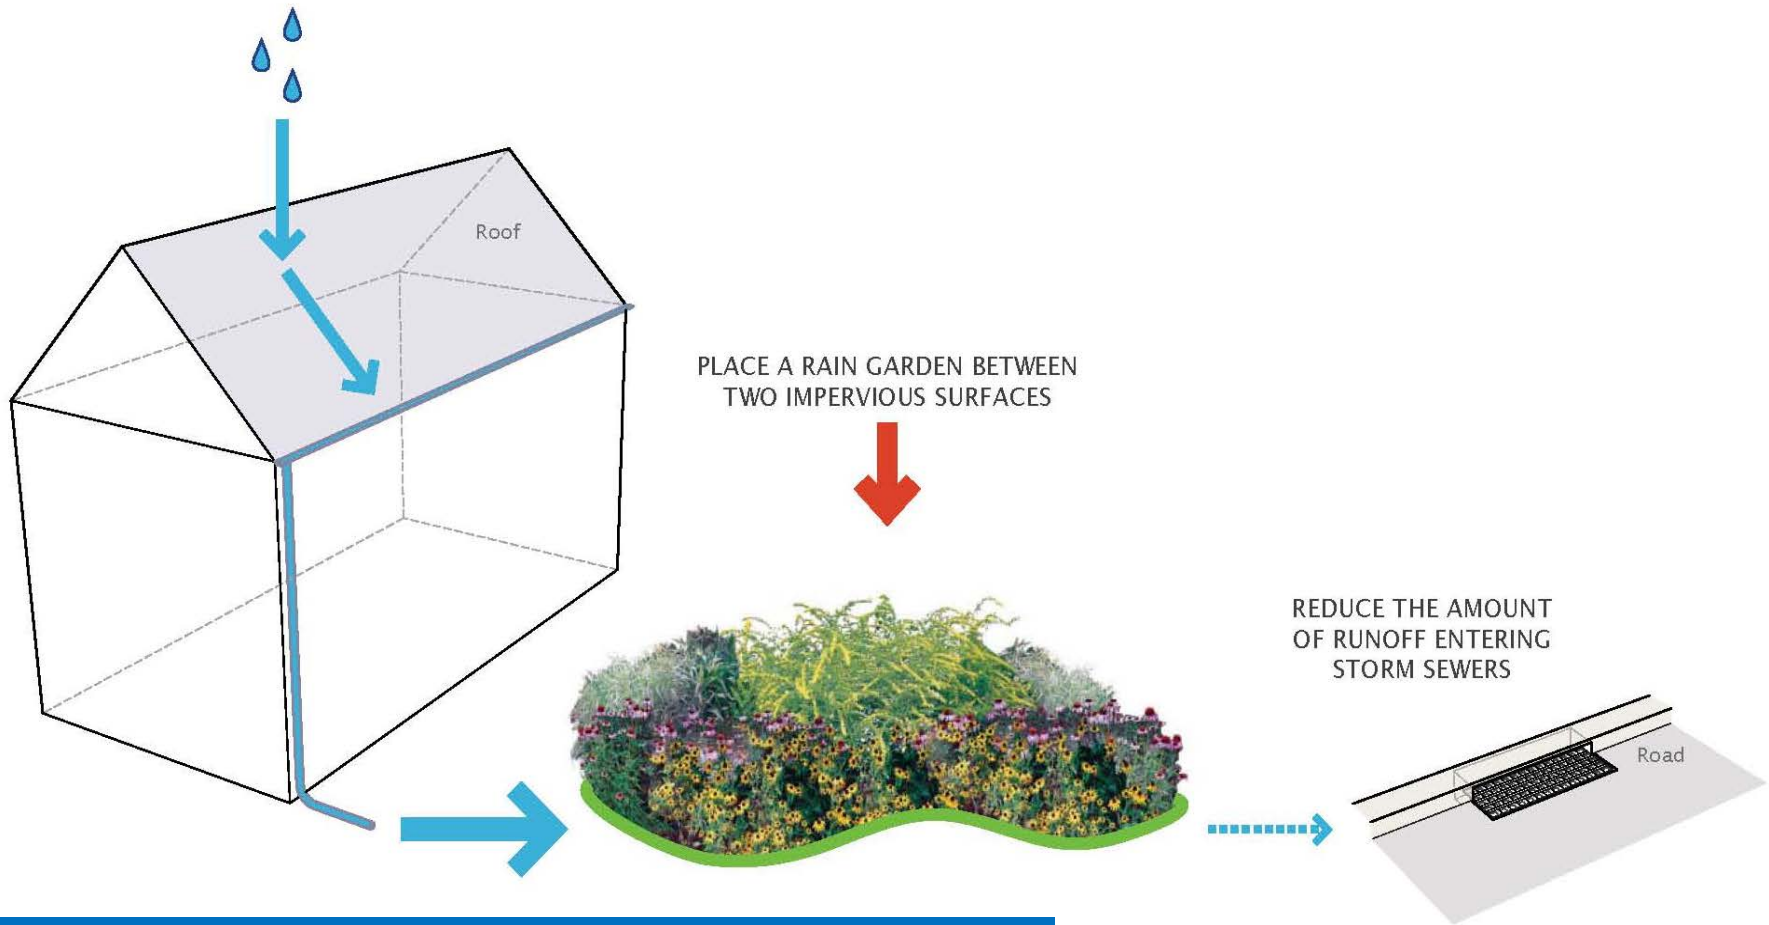 Roof
PLACE A RAIN GARDEN BETWEEN
TWO IMPERVIOUS SURFACES
REDUCE THE AMOUNT
OF RUNOFF ENTERING
STORM SEWERS
Road